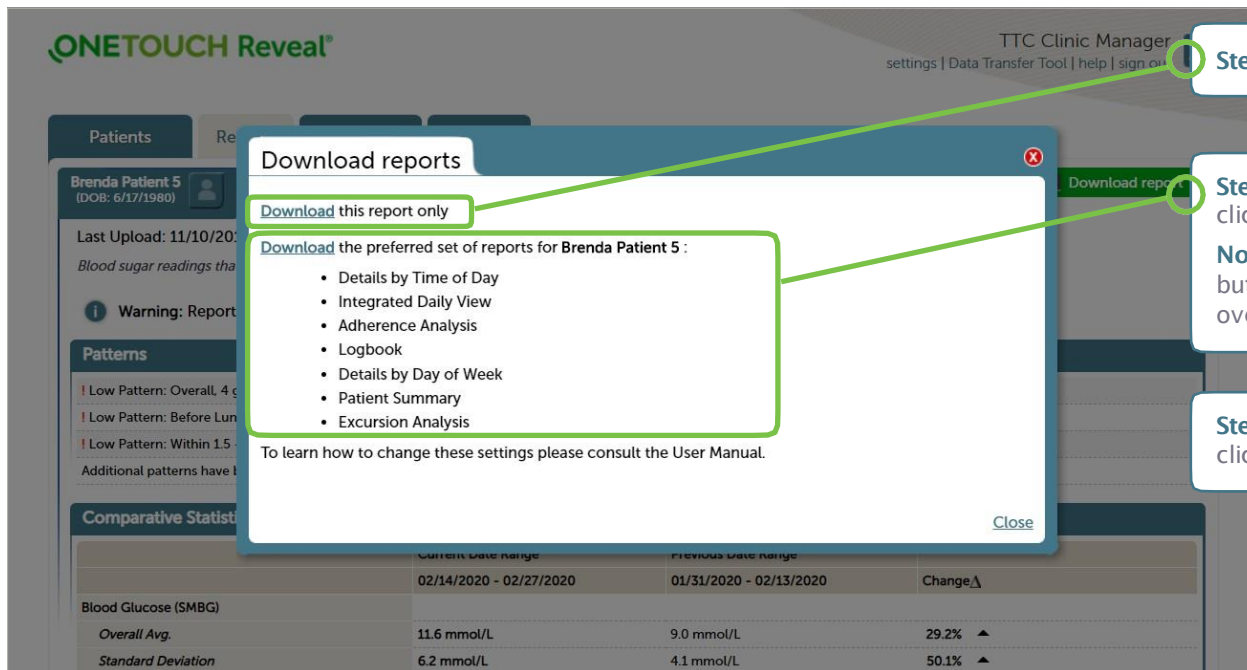 ONETOUCH Reveal®
TTC Clinic Manager
settings | Data Transfer Tool | help | sign out
Patients
Download reports
Brenda Patient 5
(DOB: 6/17/1980)
Download report
Download this report only
Last Upload: 11/10/20
Download the preferred set of reports for Brenda Patient 5 :
Blood sugar readings tha
• Details by Time of Day
• Integrated Daily View
Warning: Report
• Adherence Analysis
• Logbook
Patterns
• Details by Day of Week
! Low Pattern: Overall, 4
• Patient Summary
! Low Pattern: Before Lun
• Excursion Analysis
! Low Pattern: Within 1.5
To learn how to change these settings please consult the User Manual.
Additional patterns have
Comparative Statisti
Close
Current Date Range
Previous Date Range
02/14/2020 - 02/27/2020
01/31/2020 - 02/13/2020
Change
Blood Glucose (SMBG)
Overall Avg.
11.6 mmol/L
9.0 mmol/L
29.2% ▲
Standard Deviation
6.2 mmol/L
4.1 mmol/L
50.1% ▲
Ste
Ste
clic
No
but
ove
Ste
clic